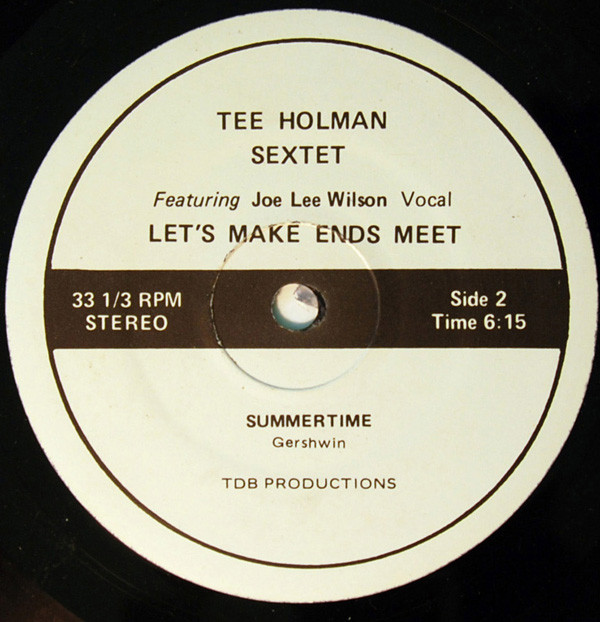 TEE HOLMAN
SEXTET
Featuring Joe Lee Wilson Vocal
LET'S MAKE ENDS MEET
33 1/3 RPM
STEREO
Side 2
Time 6:15
SUMMERTIME
Gershwin
TDB PRODUCTIONS